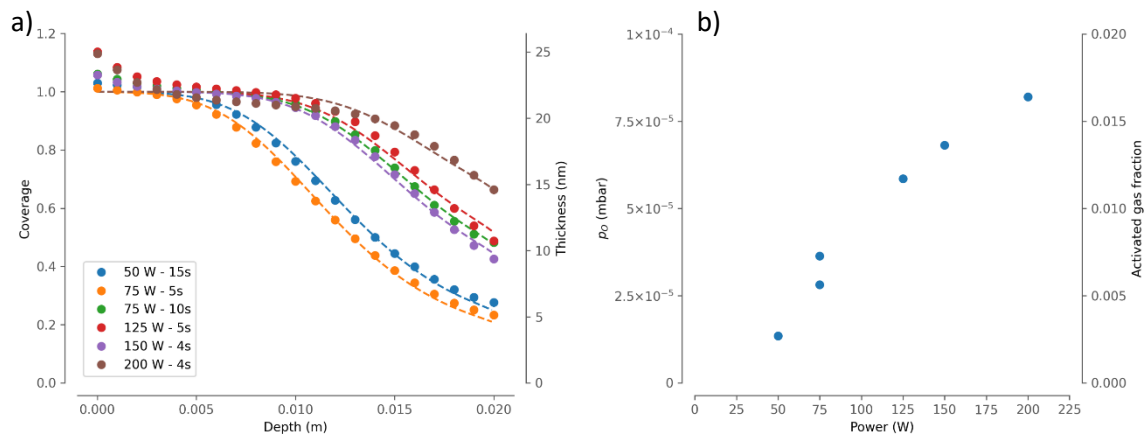 a)
1.2
1.0
0.8
0.6
0.4
0.2
0.0
Coverage
50 W - 15s
75 W - 5s
75 W - 10s
125 W - 5s
150 W - 4s
200 W - 4s
0.000 0.005 0.010 0.015 0.020
Depth (m)
25
20
15
10
5
0
Thickness (nm)
b)
1×10⁻⁴
7.5×10⁻⁵
5×10⁻⁵
2.5×10⁻⁵
0
p_O (mbar)
0 25 50 75 100 125 150 175 200 225
Power (W)
0.020
0.015
0.010
0.005
0.000
Activated gas fraction